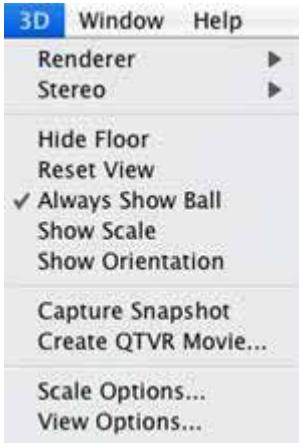 3D Window Help
Renderer
Stereo
Hide Floor
Reset View
Always Show Ball
Show Scale
Show Orientation
Capture Snapshot
Create QTVR Movie...
Scale Options...
View Options...